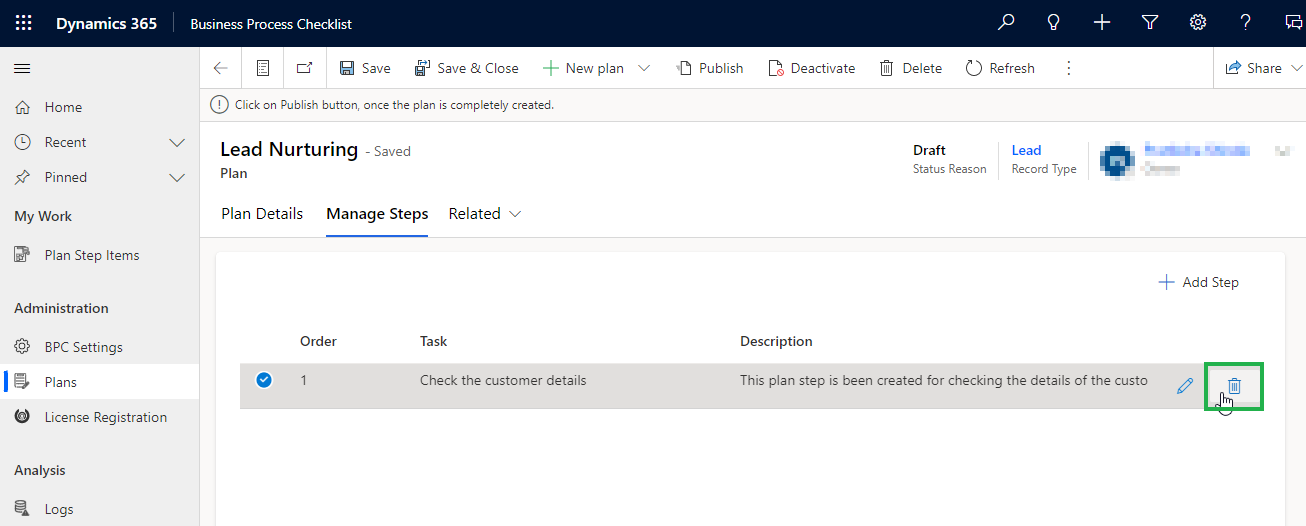 Dynamics 365 Business Process Checklist
Save Save & Close New plan Publish Deactivate Delete Refresh Share
Click on Publish button, once the plan is completely created.
Home
Recent
Pinned
My Work
Plan Step Items
Administration
BPC Settings
Plans
License Registration
Analysis
Logs
Lead Nurturing - Saved
Plan
Draft
Status Reason
Lead
Record Type
Plan Details Manage Steps Related
Add Step
Order Task Description
1 Check the customer details This plan step is been created for checking the details of the custo